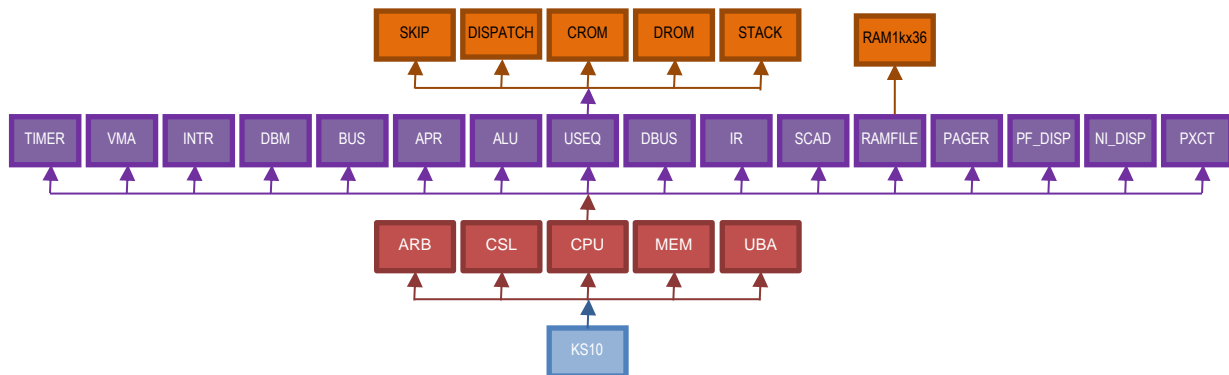 SKIP DISPATCH CROM DROM STACK RAM1kx36
TIMER VMA INTR DBM BUS APR ALU USEQ DBUS IR SCAD RAMFILE PAGER PF_DISP NI_DISP PXCT
ARB CSL CPU MEM UBA
KS10